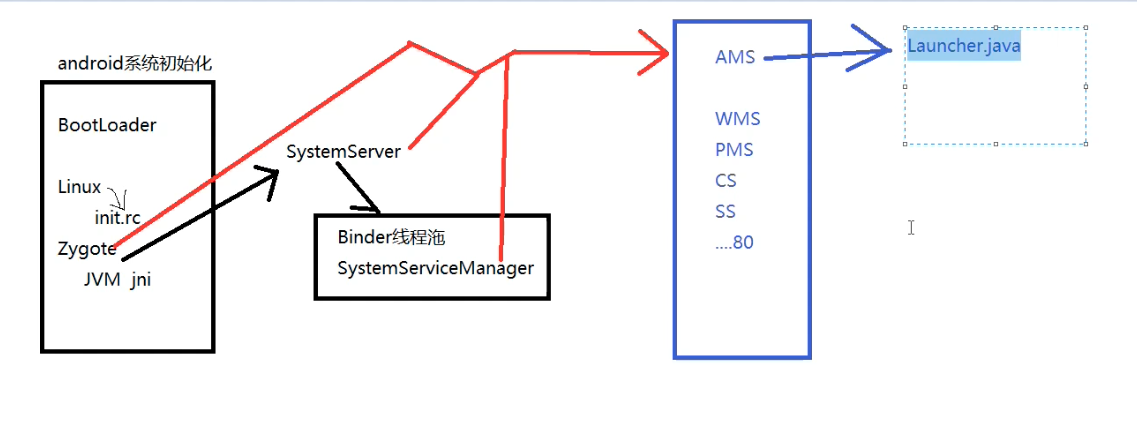 android系统初始化
BootLoader
Linux
init.rc
Zygote
JVM jni
SystemServer
Binder线程池
SystemServiceManager
AMS
WMS
PMS
CS
SS
....80
Launcher.java